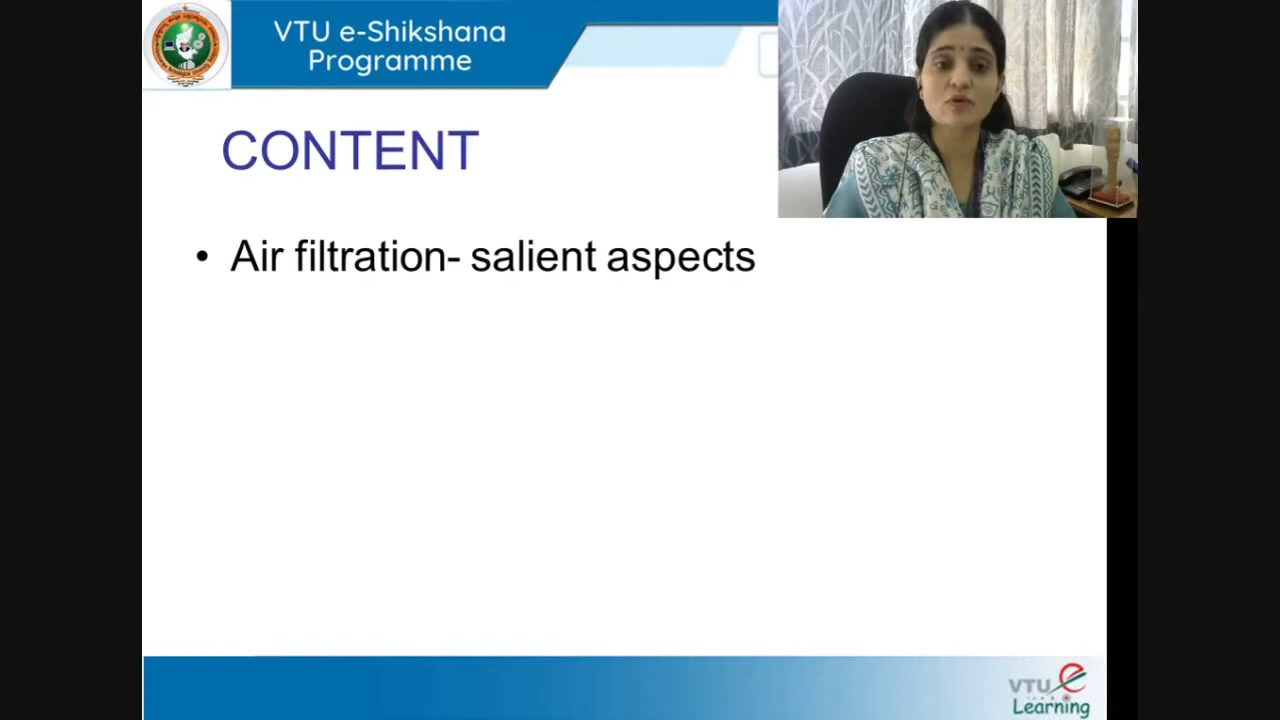 VTU e-Shikshana
Programme
CONTENT
• Air filtration- salient aspects
VTU e
Learning